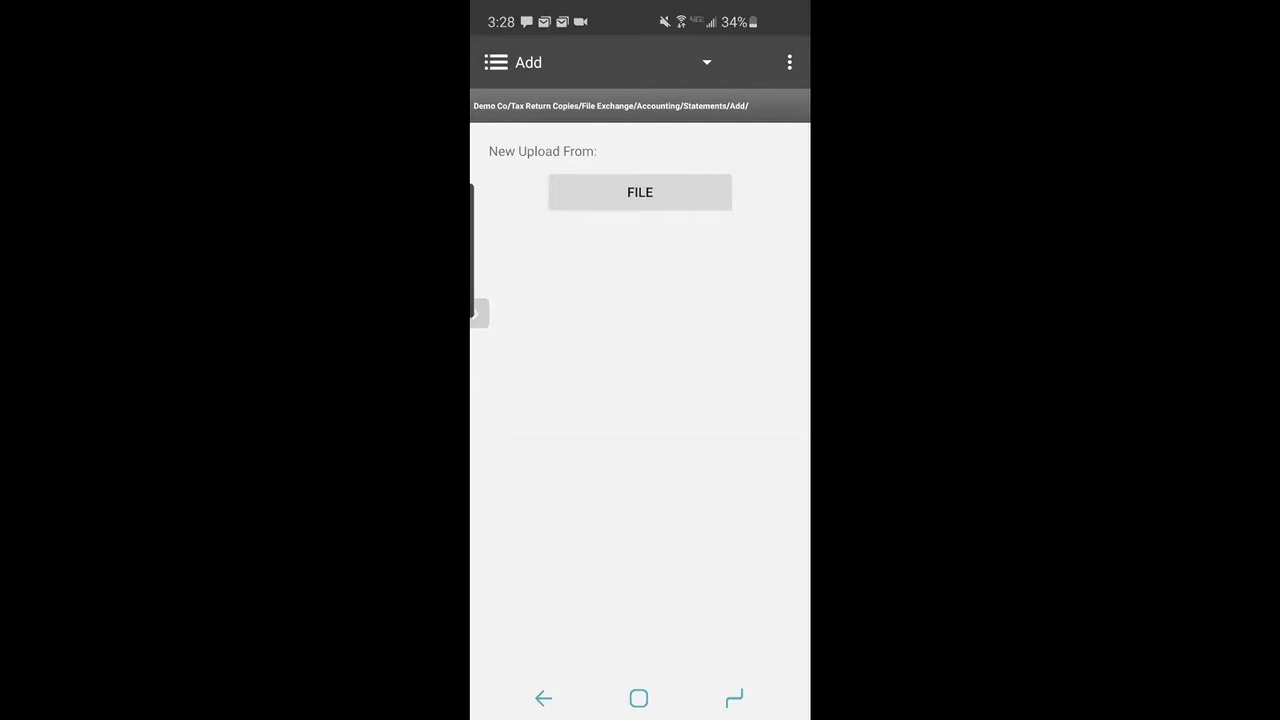 3:28 34%
Add
Demo Co/Tax Return Copies/File Exchange/Accounting/Statements/Add/
New Upload From:
FILE